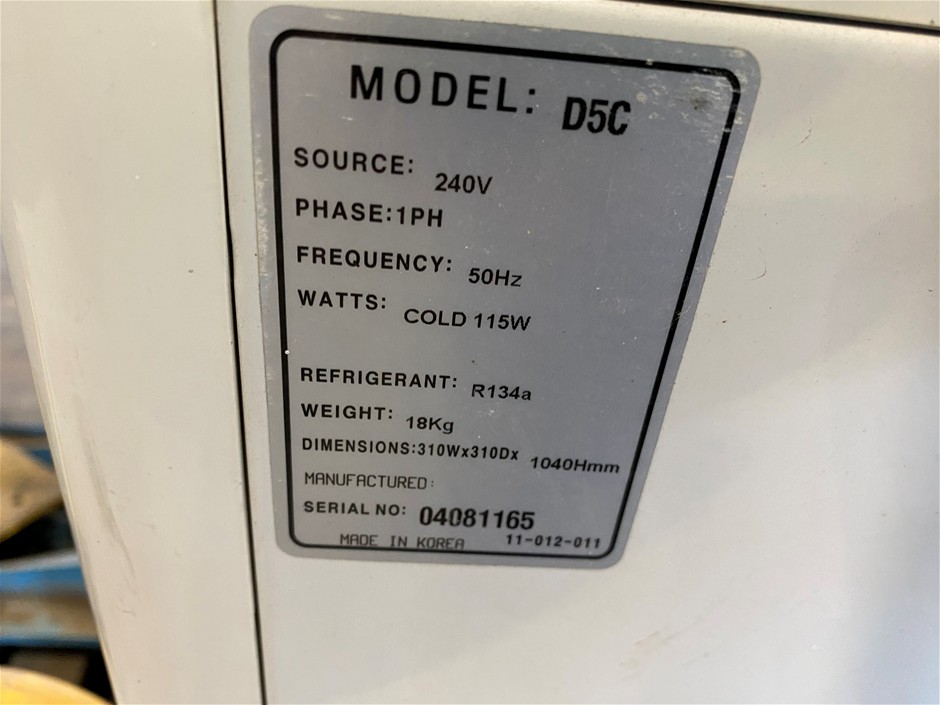 MODEL: D5C
SOURCE: 240V
PHASE:1PH
FREQUENCY: 50Hz
WATTS: COLD 115W
REFRIGERANT: R134a
WEIGHT: 18Kg
DIMENSIONS:310Wx310Dx 1040Hmm
MANUFACTURED:
SERIAL NO: 04081165
MADE IN KOREA 11-012-011